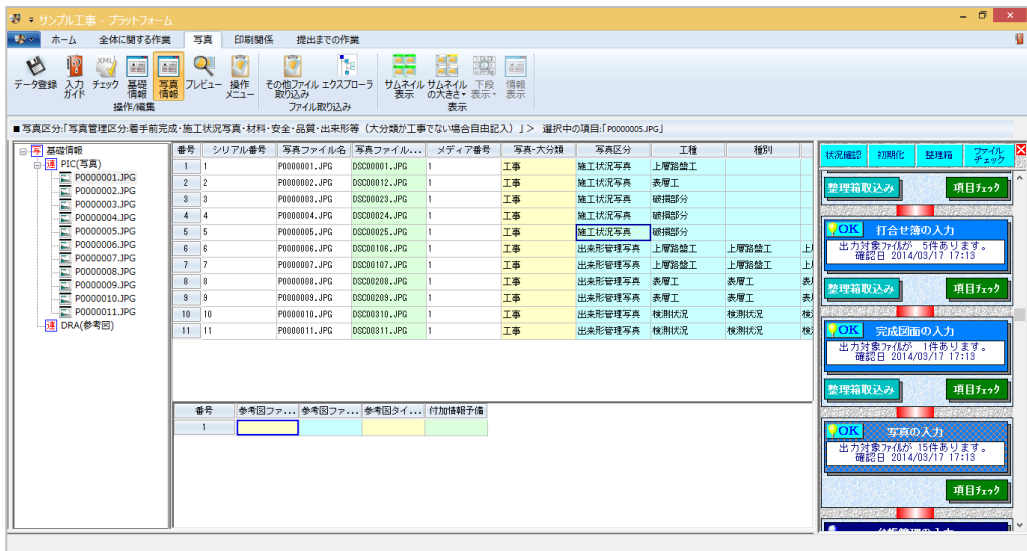 サンプル工事 - プラットフォーム
ホーム 全体に関する作業 写真 印刷関係 提出までの作業
データ登録 入力ガイド チェック 基礎情報 写真情報 プレビュー 操作メニュー その他ファイル取り込み エクスプローラ サムネイル表示 サムネイルの大きさ 下段表示 情報表示
操作/編集 ファイル取り込み 表示
■写真区分:「写真管理区分:着手前完成・施工状況写真・材料・安全・品質・出来形等（大分類が工事でない場合自由記入）」＞ 選択中の項目:「P0000005.JPG」
写 基礎情報
連 PIC(写真)
P0000001.JPG
P0000002.JPG
P0000003.JPG
P0000004.JPG
P0000005.JPG
P0000006.JPG
P0000007.JPG
P0000008.JPG
P0000009.JPG
P0000010.JPG
P0000011.JPG
連 DRA(参考図)
番号 シリアル番号 写真ファイル名 写真ファイル... メディア番号 写真-大分類 写真区分 工種 種別
1 1 P0000001.JPG DSC00001.JPG 1 工事 施工状況写真 上層路盤工
2 2 P0000002.JPG DSC00012.JPG 1 工事 施工状況写真 表層工
3 3 P0000003.JPG DSC00023.JPG 1 工事 施工状況写真 破損部分
4 4 P0000004.JPG DSC00024.JPG 1 工事 施工状況写真 破損部分
5 5 P0000005.JPG DSC00025.JPG 1 工事 施工状況写真 破損部分
6 6 P0000006.JPG DSC00106.JPG 1 工事 出来形管理写真 上層路盤工 上層路盤工 上
7 7 P0000007.JPG DSC00107.JPG 1 工事 出来形管理写真 上層路盤工 上層路盤工 上
8 8 P0000008.JPG DSC00208.JPG 1 工事 出来形管理写真 表層工 表層工 表
9 9 P0000009.JPG DSC00209.JPG 1 工事 出来形管理写真 表層工 表層工 表
10 10 P0000010.JPG DSC00310.JPG 1 工事 出来形管理写真 検測状況 検測状況 検
11 11 P0000011.JPG DSC00311.JPG 1 工事 出来形管理写真 検測状況 検測状況 検
番号 参考図ファ... 参考図ファ... 参考図タイ... 付加情報予備
1
状況確認 初期化 整理箱 ファイルチェック
整理箱取込み 項目チェック
OK 打合せ簿の入力
出力対象ファイルが 5件あります。
確認日 2014/03/17 17:13
整理箱取込み 項目チェック
OK 完成図面の入力
出力対象ファイルが 1件あります。
確認日 2014/03/17 17:13
整理箱取込み 項目チェック
OK 写真の入力
出力対象ファイルが 15件あります。
確認日 2014/03/17 17:13
項目チェック